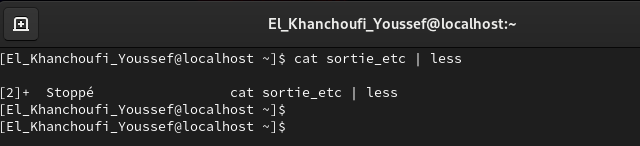 El_Khanchoufi_Youssef@localhost:~
[El_Khanchoufi_Youssef@localhost ~]$ cat sortie_etc | less
[2]+  Stoppé                 cat sortie_etc | less
[El_Khanchoufi_Youssef@localhost ~]$
[El_Khanchoufi_Youssef@localhost ~]$